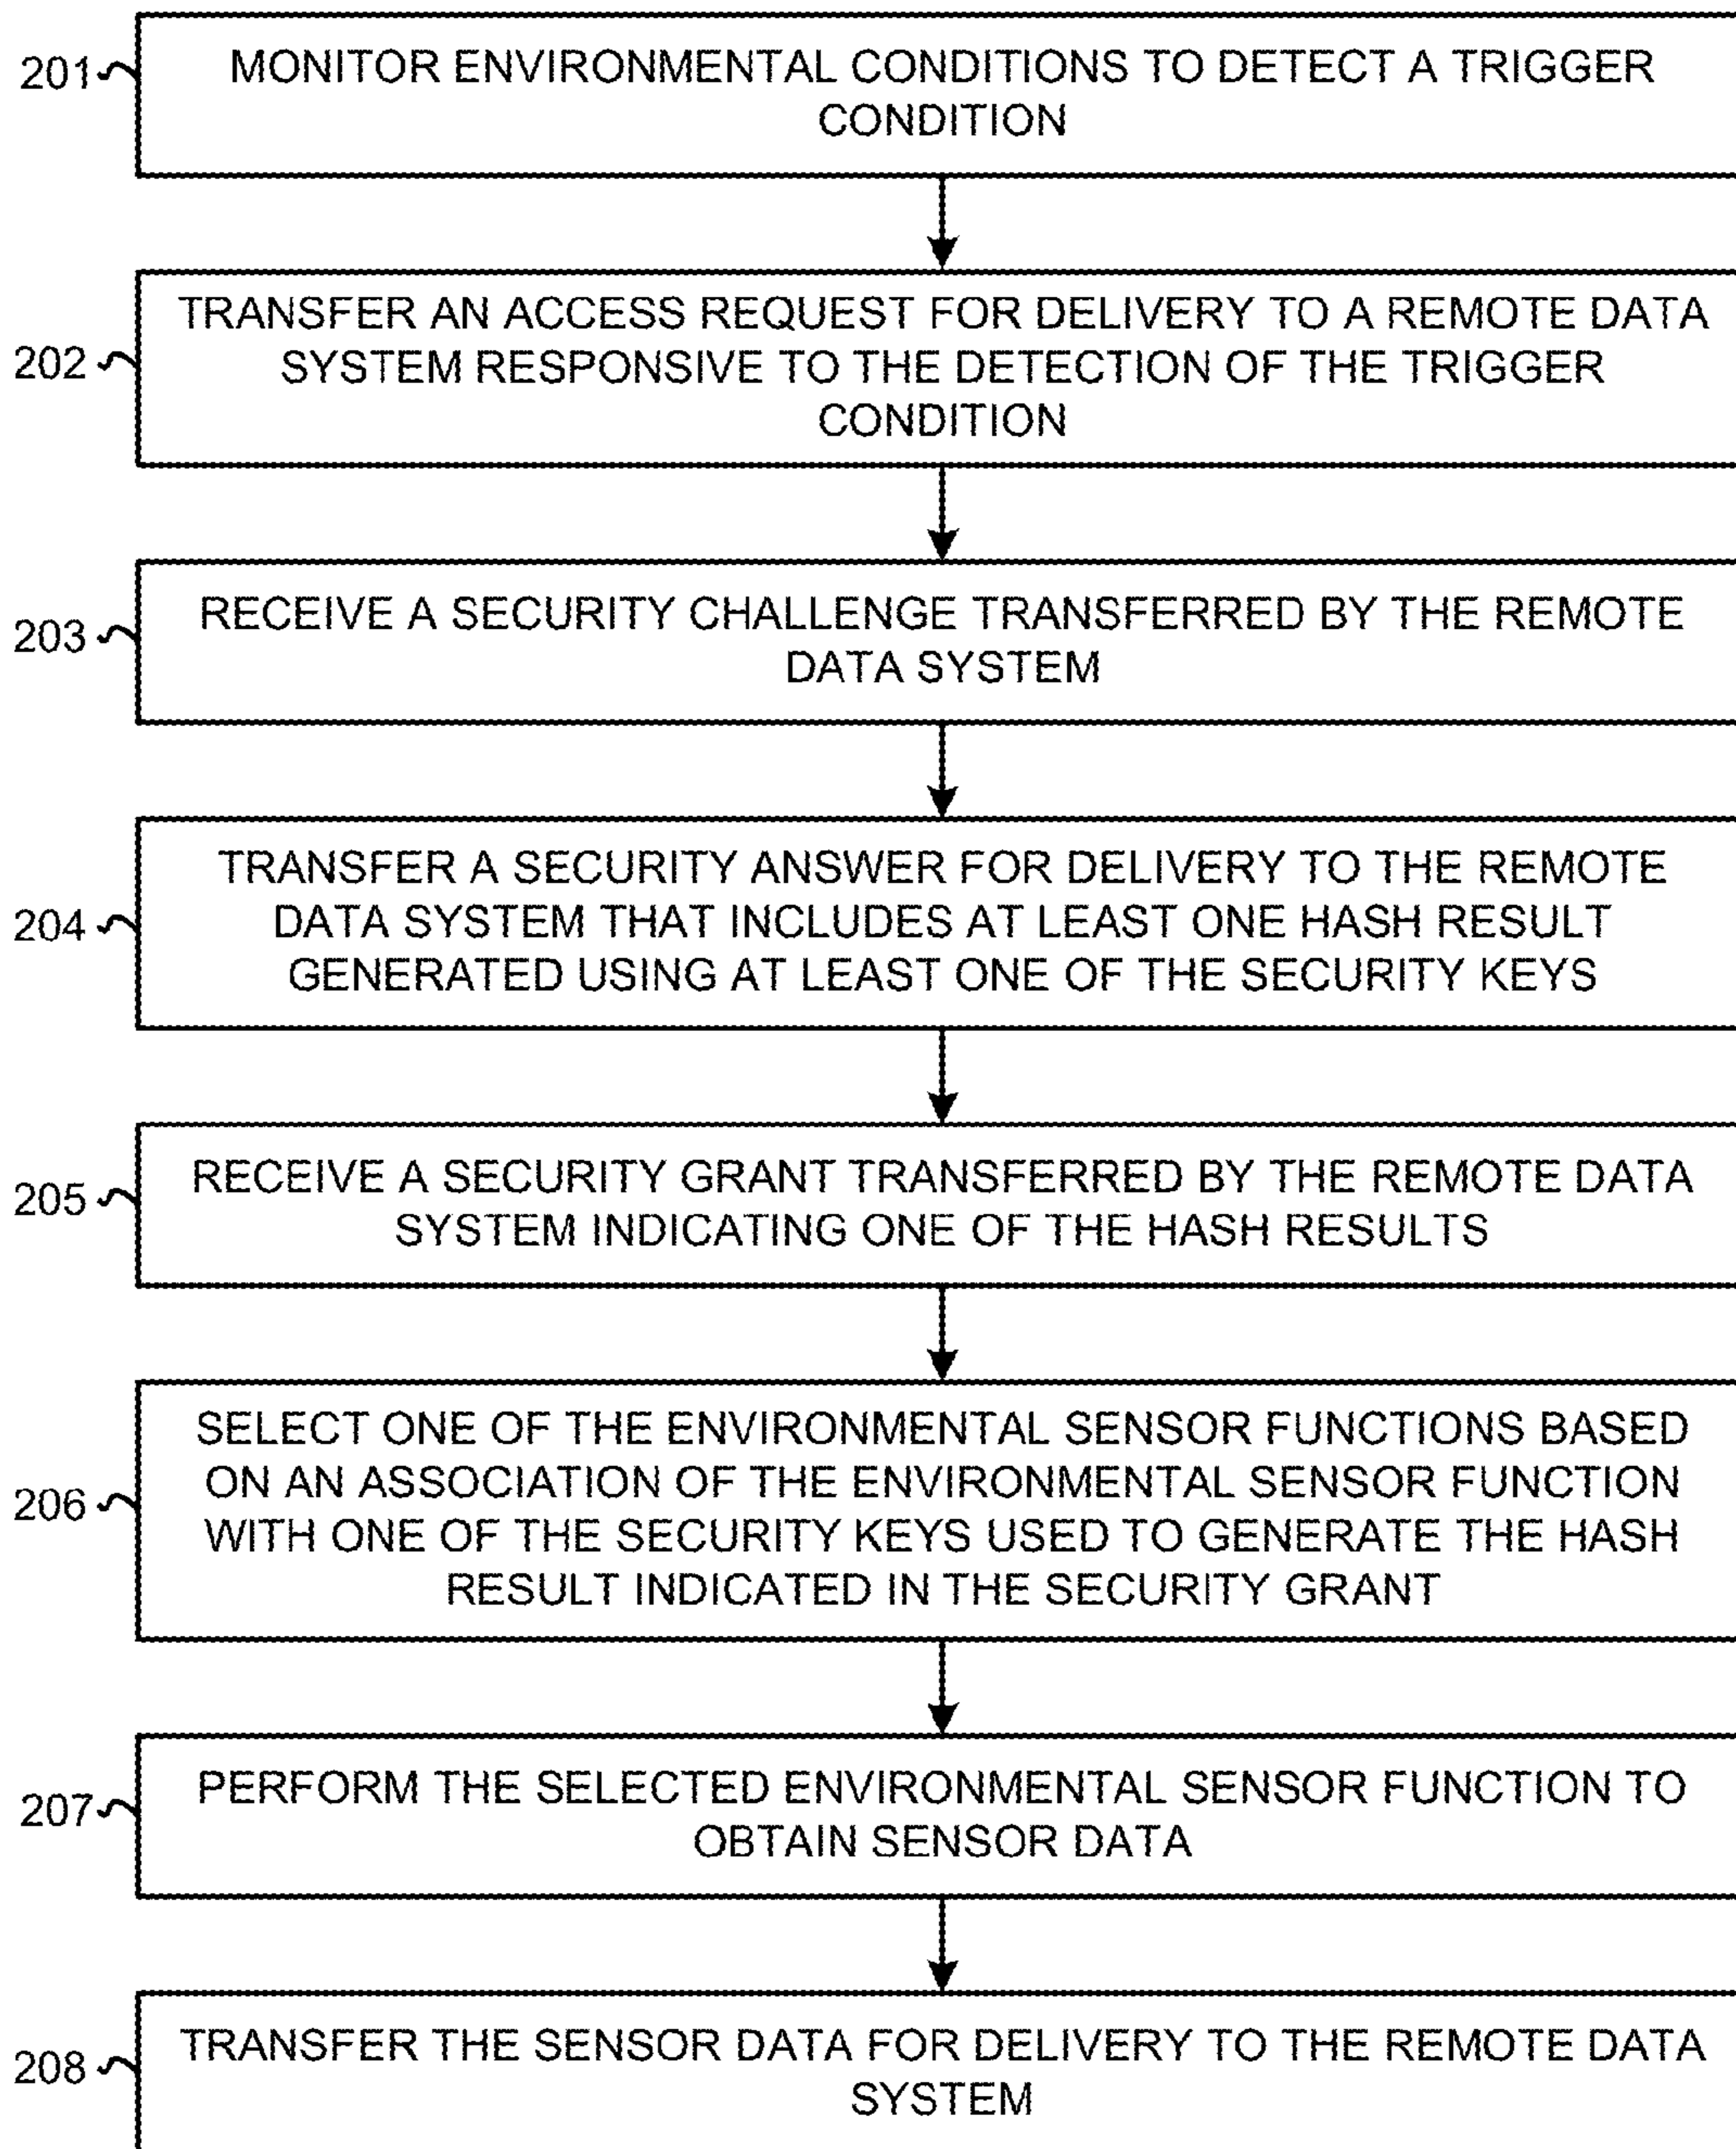 201
MONITOR ENVIRONMENTAL CONDITIONS TO DETECT A TRIGGER
CONDITION
202
TRANSFER AN ACCESS REQUEST FOR DELIVERY TO A REMOTE DATA
SYSTEM RESPONSIVE TO THE DETECTION OF THE TRIGGER
CONDITION
203
RECEIVE A SECURITY CHALLENGE TRANSFERRED BY THE REMOTE
DATA SYSTEM
204
TRANSFER A SECURITY ANSWER FOR DELIVERY TO THE REMOTE
DATA SYSTEM THAT INCLUDES AT LEAST ONE HASH RESULT
GENERATED USING AT LEAST ONE OF THE SECURITY KEYS
205
RECEIVE A SECURITY GRANT TRANSFERRED BY THE REMOTE DATA
SYSTEM INDICATING ONE OF THE HASH RESULTS
206
SELECT ONE OF THE ENVIRONMENTAL SENSOR FUNCTIONS BASED
ON AN ASSOCIATION OF THE ENVIRONMENTAL SENSOR FUNCTION
WITH ONE OF THE SECURITY KEYS USED TO GENERATE THE HASH
RESULT INDICATED IN THE SECURITY GRANT
207
PERFORM THE SELECTED ENVIRONMENTAL SENSOR FUNCTION TO
OBTAIN SENSOR DATA
208
TRANSFER THE SENSOR DATA FOR DELIVERY TO THE REMOTE DATA
SYSTEM